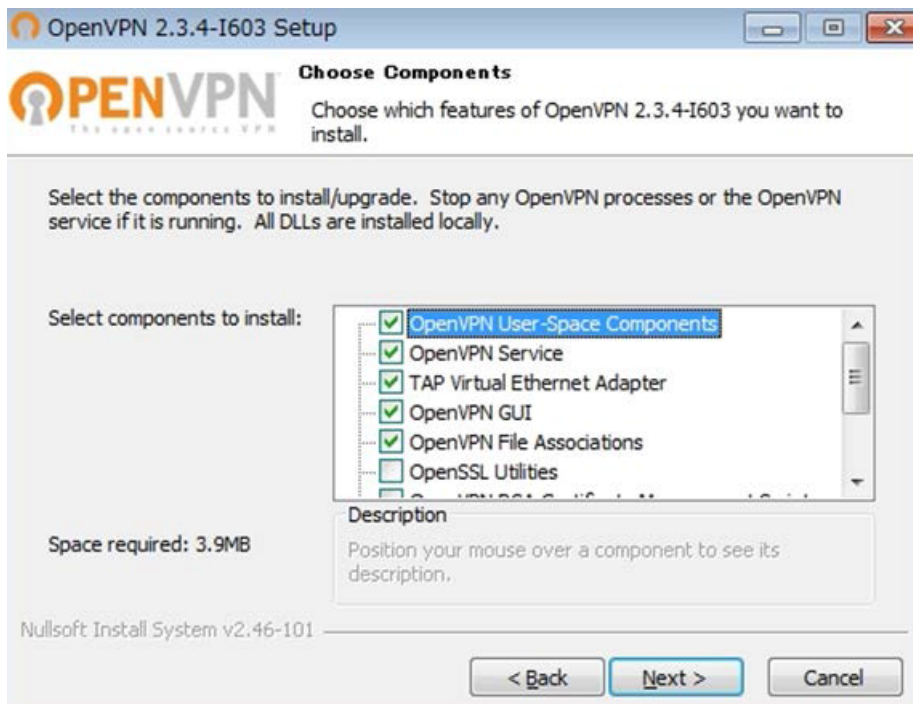 OpenVPN 2.3.4-I603 Setup
OPENVPN
The open source VPN
Choose Components
Choose which features of OpenVPN 2.3.4-I603 you want to
install.
Select the components to install/upgrade. Stop any OpenVPN processes or the OpenVPN
service if it is running. All DLLs are installed locally.
Select components to install:
OpenVPN User-Space Components
OpenVPN Service
TAP Virtual Ethernet Adapter
OpenVPN GUI
OpenVPN File Associations
OpenSSL Utilities
Space required: 3.9MB
Description
Position your mouse over a component to see its
description.
Nullsoft Install System v2.46-101
< Back
Next >
Cancel